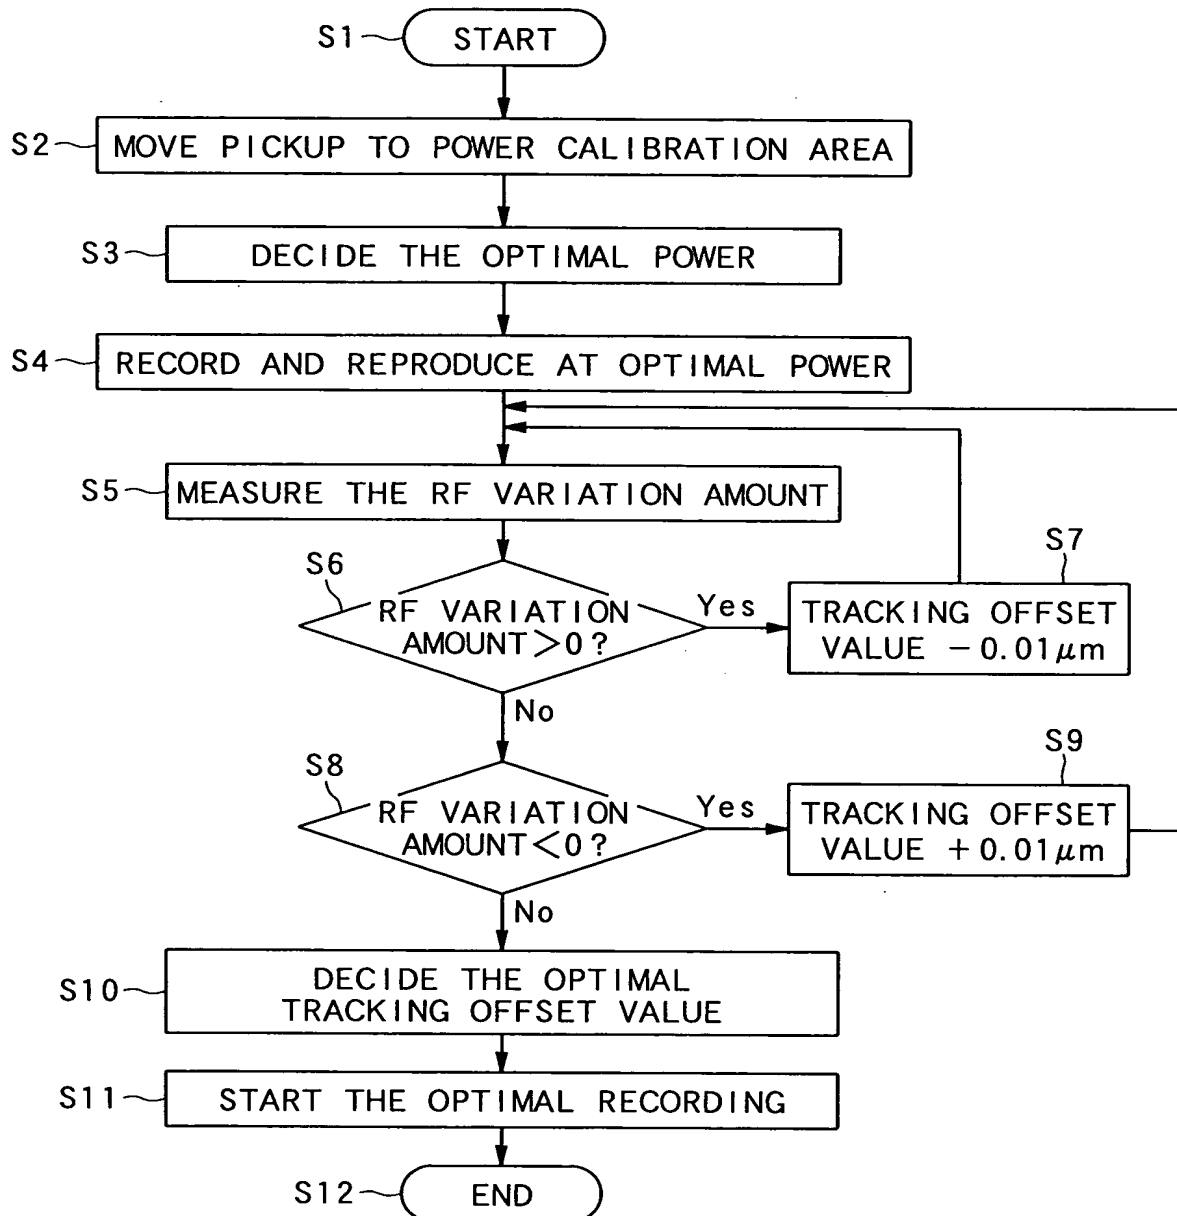 S1
START
S2
MOVE PICKUP TO POWER CALIBRATION AREA
S3
DECIDE THE OPTIMAL POWER
S4
RECORD AND REPRODUCE AT OPTIMAL POWER
S5
MEASURE THE RF VARIATION AMOUNT
S6
RF VARIATION
AMOUNT>0?
Yes
No
S7
TRACKING OFFSET
VALUE -0.01μm
S8
RF VARIATION
AMOUNT<0?
Yes
No
S9
TRACKING OFFSET
VALUE +0.01μm
S10
DECIDE THE OPTIMAL
TRACKING OFFSET VALUE
S11
START THE OPTIMAL RECORDING
S12
END